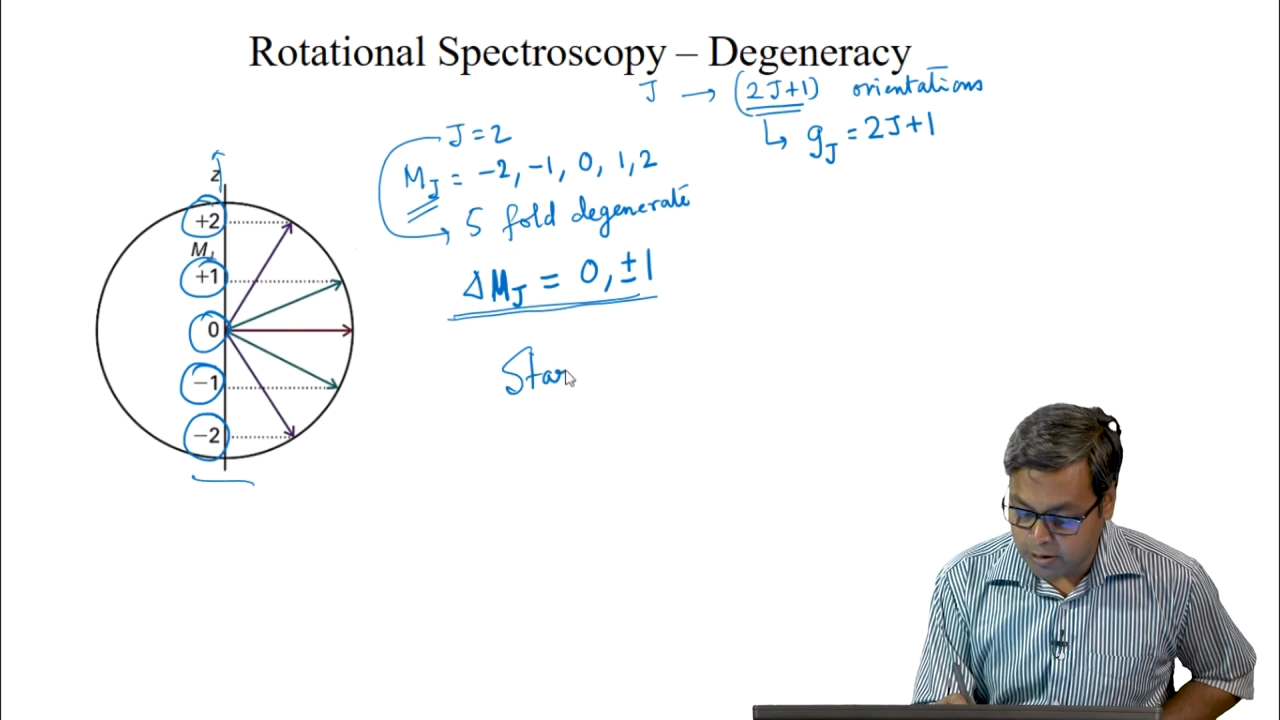 Rotational Spectroscopy – Degeneracy
J → (2J+1) orientations
↳ gJ = 2J+1
J = 2
MJ = -2, -1, 0, 1, 2
→ 5 fold degenerate
ΔMJ = 0, ±1
Star
z
+2
MJ
+1
0
−1
−2